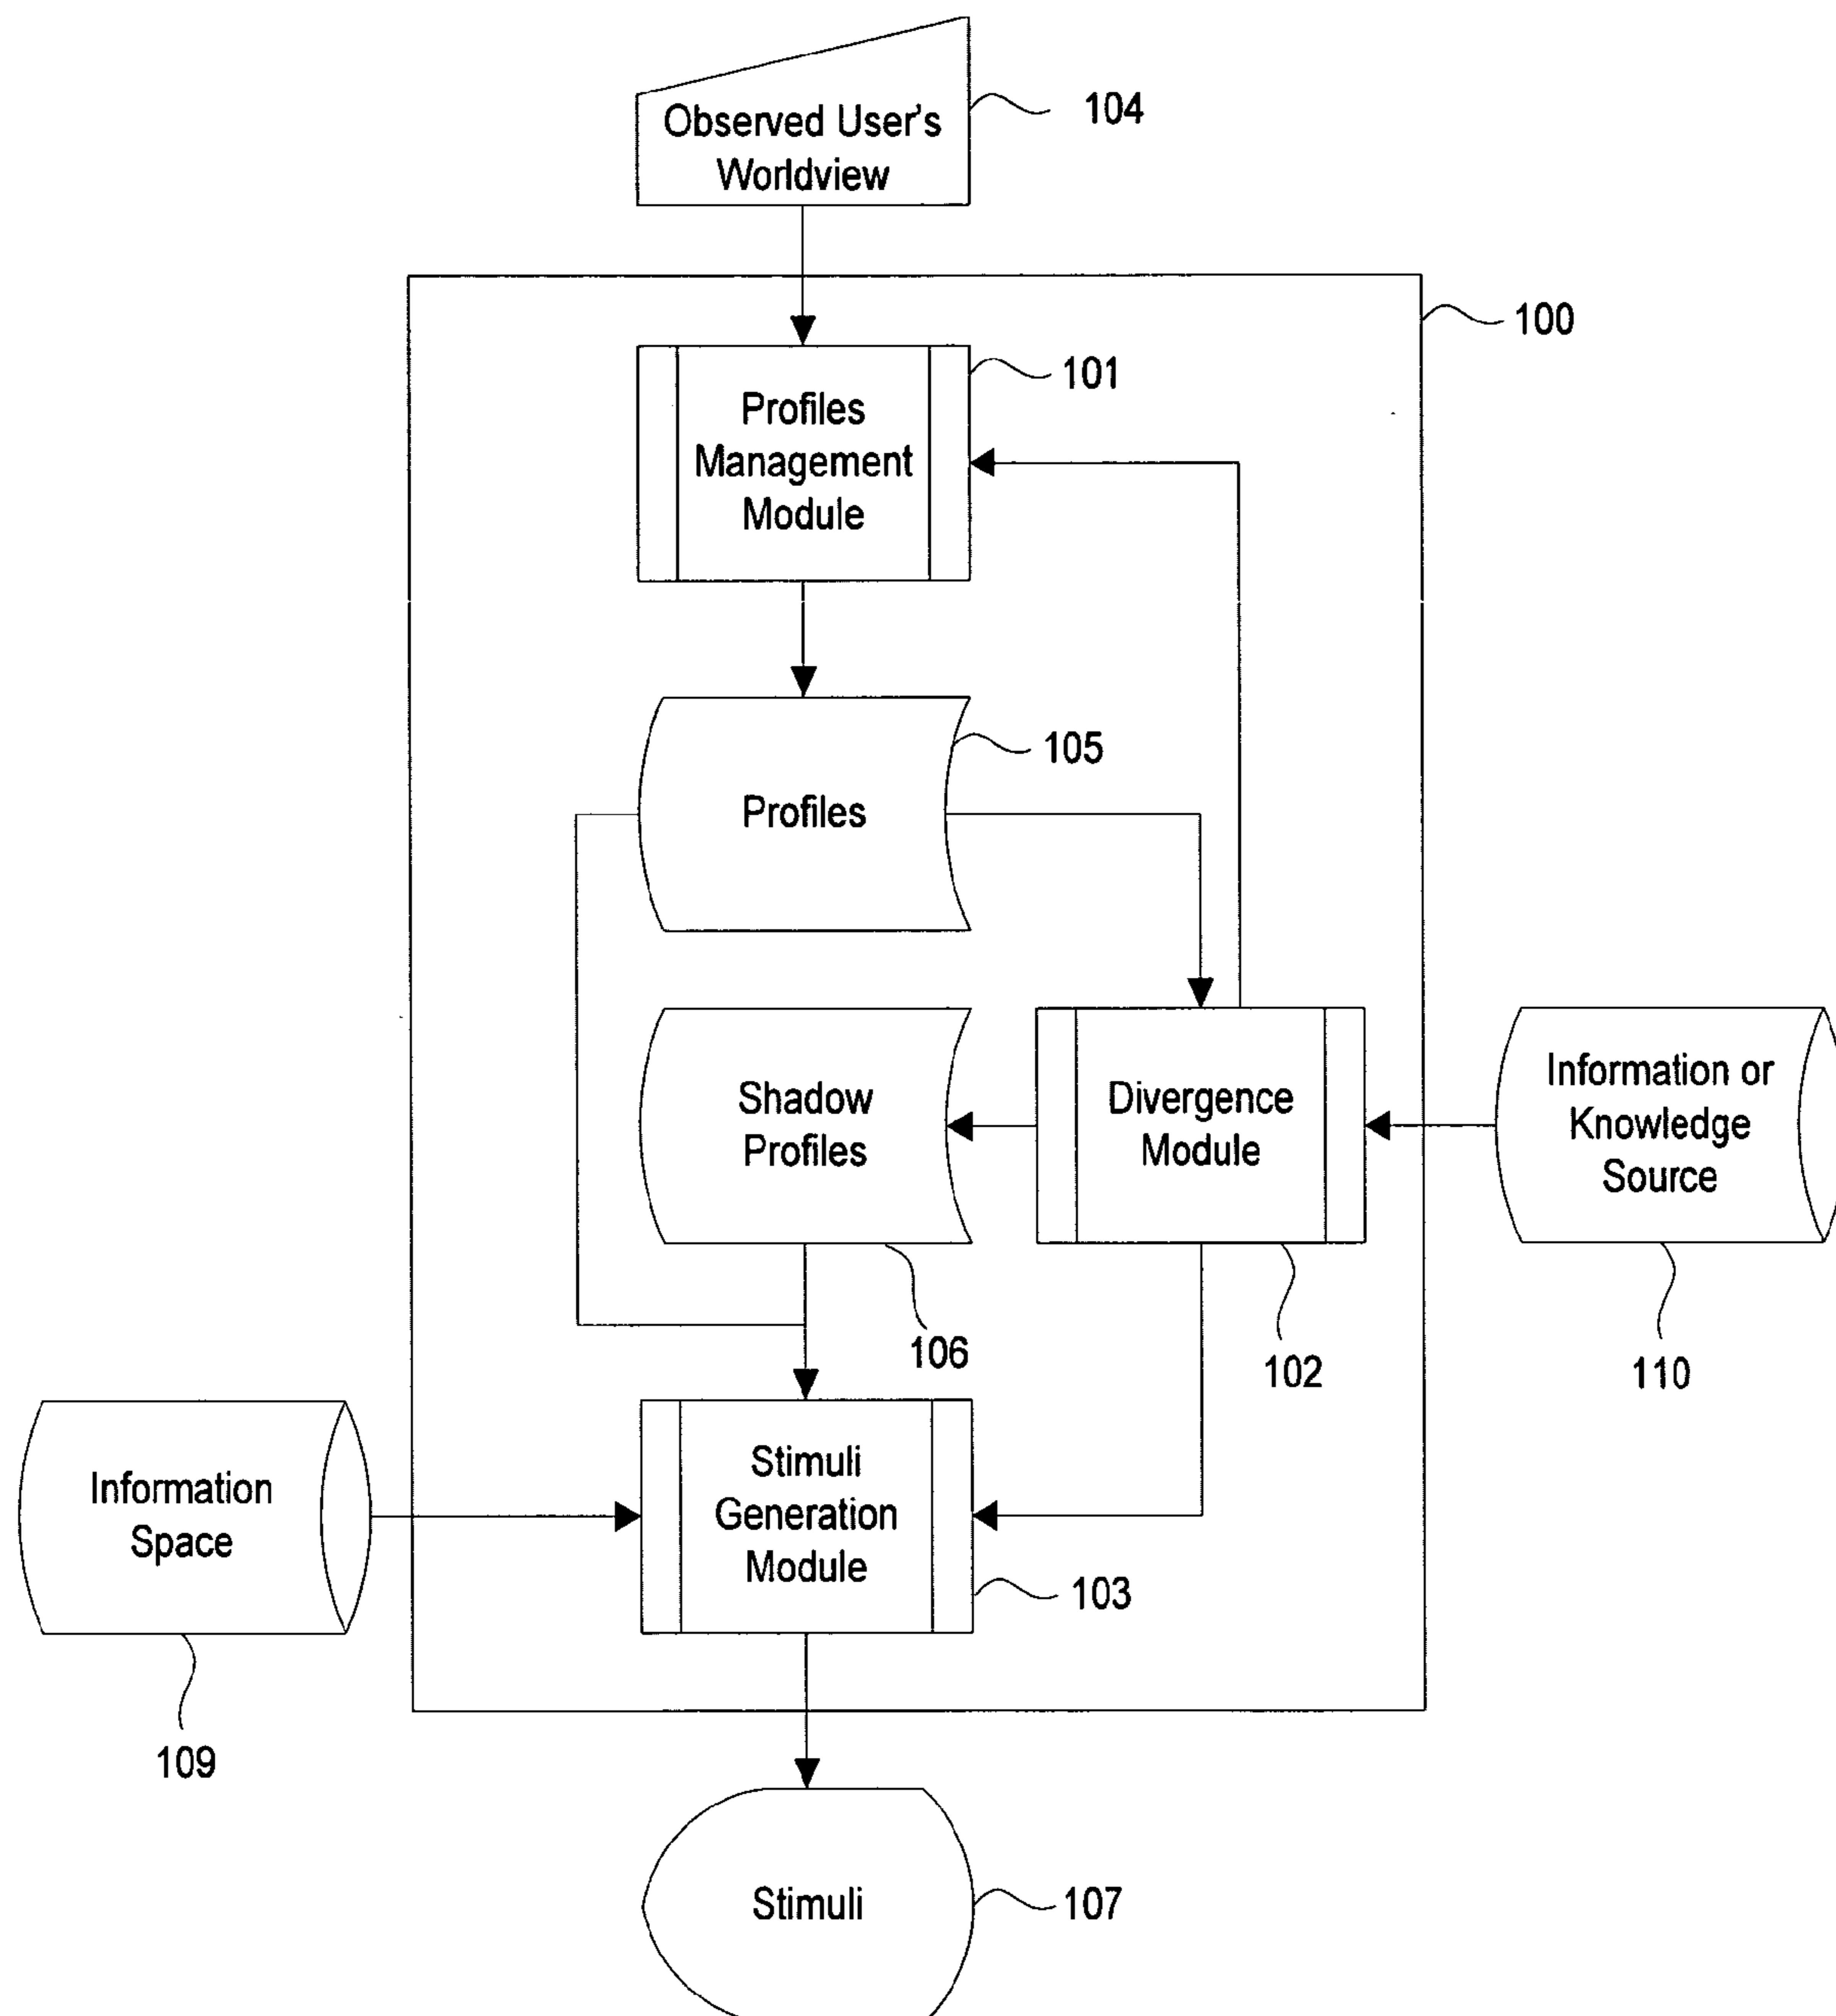 Observed User's
Worldview
104
100
101
Profiles
Management
Module
105
Profiles
Shadow
Profiles
Divergence
Module
Information or
Knowledge
Source
106
102
110
Information
Space
Stimuli
Generation
Module
103
109
Stimuli
107